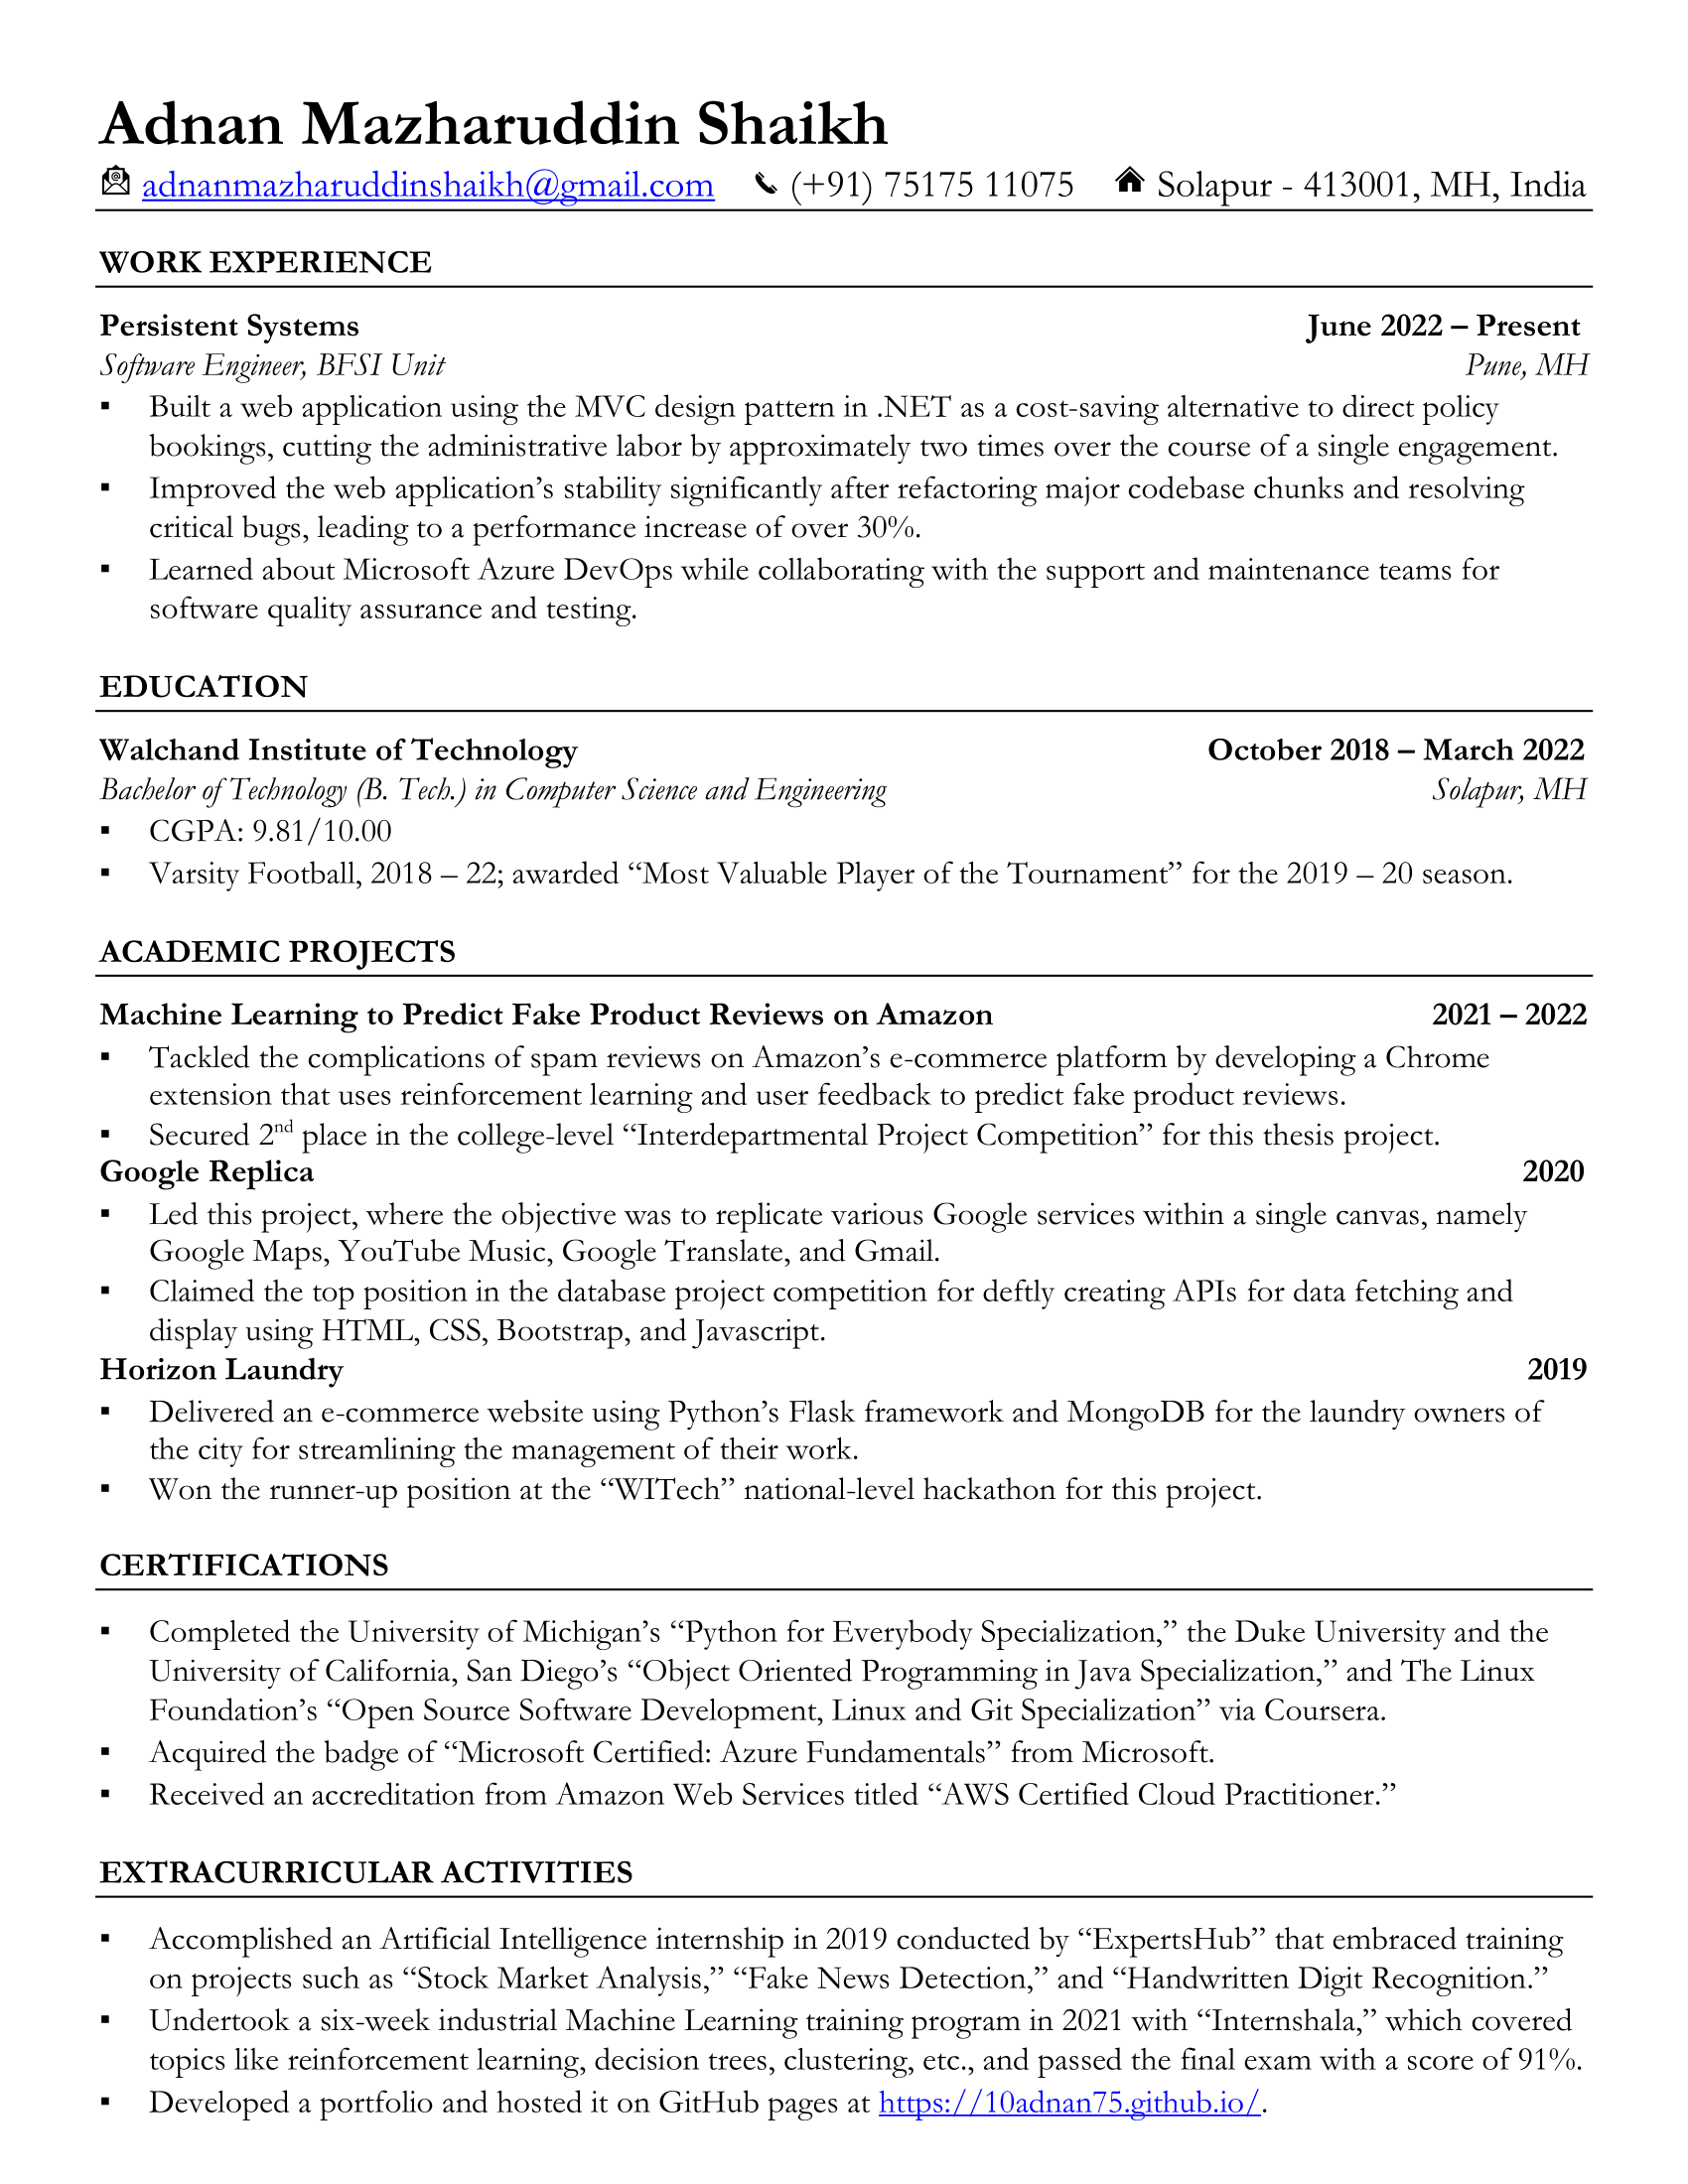 Adnan Mazharuddin Shaikh
adnanmazharuddinshaikh@gmail.com (+91) 75175 11075 Solapur - 413001, MH, India
WORK EXPERIENCE
Persistent Systems June 2022 – Present
Software Engineer, BFSI Unit Pune, MH
▪ Built a web application using the MVC design pattern in .NET as a cost-saving alternative to direct policy
bookings, cutting the administrative labor by approximately two times over the course of a single engagement.
▪ Improved the web application’s stability significantly after refactoring major codebase chunks and resolving
critical bugs, leading to a performance increase of over 30%.
▪ Learned about Microsoft Azure DevOps while collaborating with the support and maintenance teams for
software quality assurance and testing.
EDUCATION
Walchand Institute of Technology October 2018 – March 2022
Bachelor of Technology (B. Tech.) in Computer Science and Engineering Solapur, MH
▪ CGPA: 9.81/10.00
▪ Varsity Football, 2018 – 22; awarded “Most Valuable Player of the Tournament” for the 2019 – 20 season.
ACADEMIC PROJECTS
Machine Learning to Predict Fake Product Reviews on Amazon 2021 – 2022
▪ Tackled the complications of spam reviews on Amazon’s e-commerce platform by developing a Chrome
extension that uses reinforcement learning and user feedback to predict fake product reviews.
▪ Secured 2nd place in the college-level “Interdepartmental Project Competition” for this thesis project.
Google Replica 2020
▪ Led this project, where the objective was to replicate various Google services within a single canvas, namely
Google Maps, YouTube Music, Google Translate, and Gmail.
▪ Claimed the top position in the database project competition for deftly creating APIs for data fetching and
display using HTML, CSS, Bootstrap, and Javascript.
Horizon Laundry 2019
▪ Delivered an e-commerce website using Python’s Flask framework and MongoDB for the laundry owners of
the city for streamlining the management of their work.
▪ Won the runner-up position at the “WITech” national-level hackathon for this project.
CERTIFICATIONS
▪ Completed the University of Michigan’s “Python for Everybody Specialization,” the Duke University and the
University of California, San Diego’s “Object Oriented Programming in Java Specialization,” and The Linux
Foundation’s “Open Source Software Development, Linux and Git Specialization” via Coursera.
▪ Acquired the badge of “Microsoft Certified: Azure Fundamentals” from Microsoft.
▪ Received an accreditation from Amazon Web Services titled “AWS Certified Cloud Practitioner.”
EXTRACURRICULAR ACTIVITIES
▪ Accomplished an Artificial Intelligence internship in 2019 conducted by “ExpertsHub” that embraced training
on projects such as “Stock Market Analysis,” “Fake News Detection,” and “Handwritten Digit Recognition.”
▪ Undertook a six-week industrial Machine Learning training program in 2021 with “Internshala,” which covered
topics like reinforcement learning, decision trees, clustering, etc., and passed the final exam with a score of 91%.
▪ Developed a portfolio and hosted it on GitHub pages at https://10adnan75.github.io/.